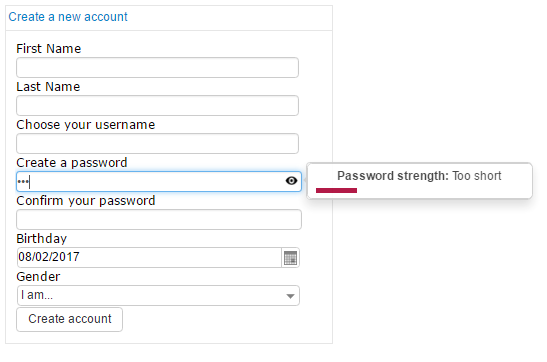 Create a new account
First Name
Last Name
Choose your username
Create a password
•••
Password strength: Too short
Confirm your password
Birthday
08/02/2017
Gender
I am...
Create account